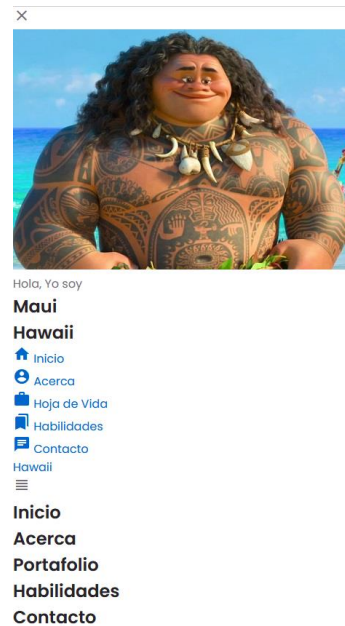 Hola, Yo soy
Maui
Hawaii
Inicio
Acerca
Hoja de Vida
Habilidades
Contacto
Hawaii
Inicio
Acerca
Portafolio
Habilidades
Contacto